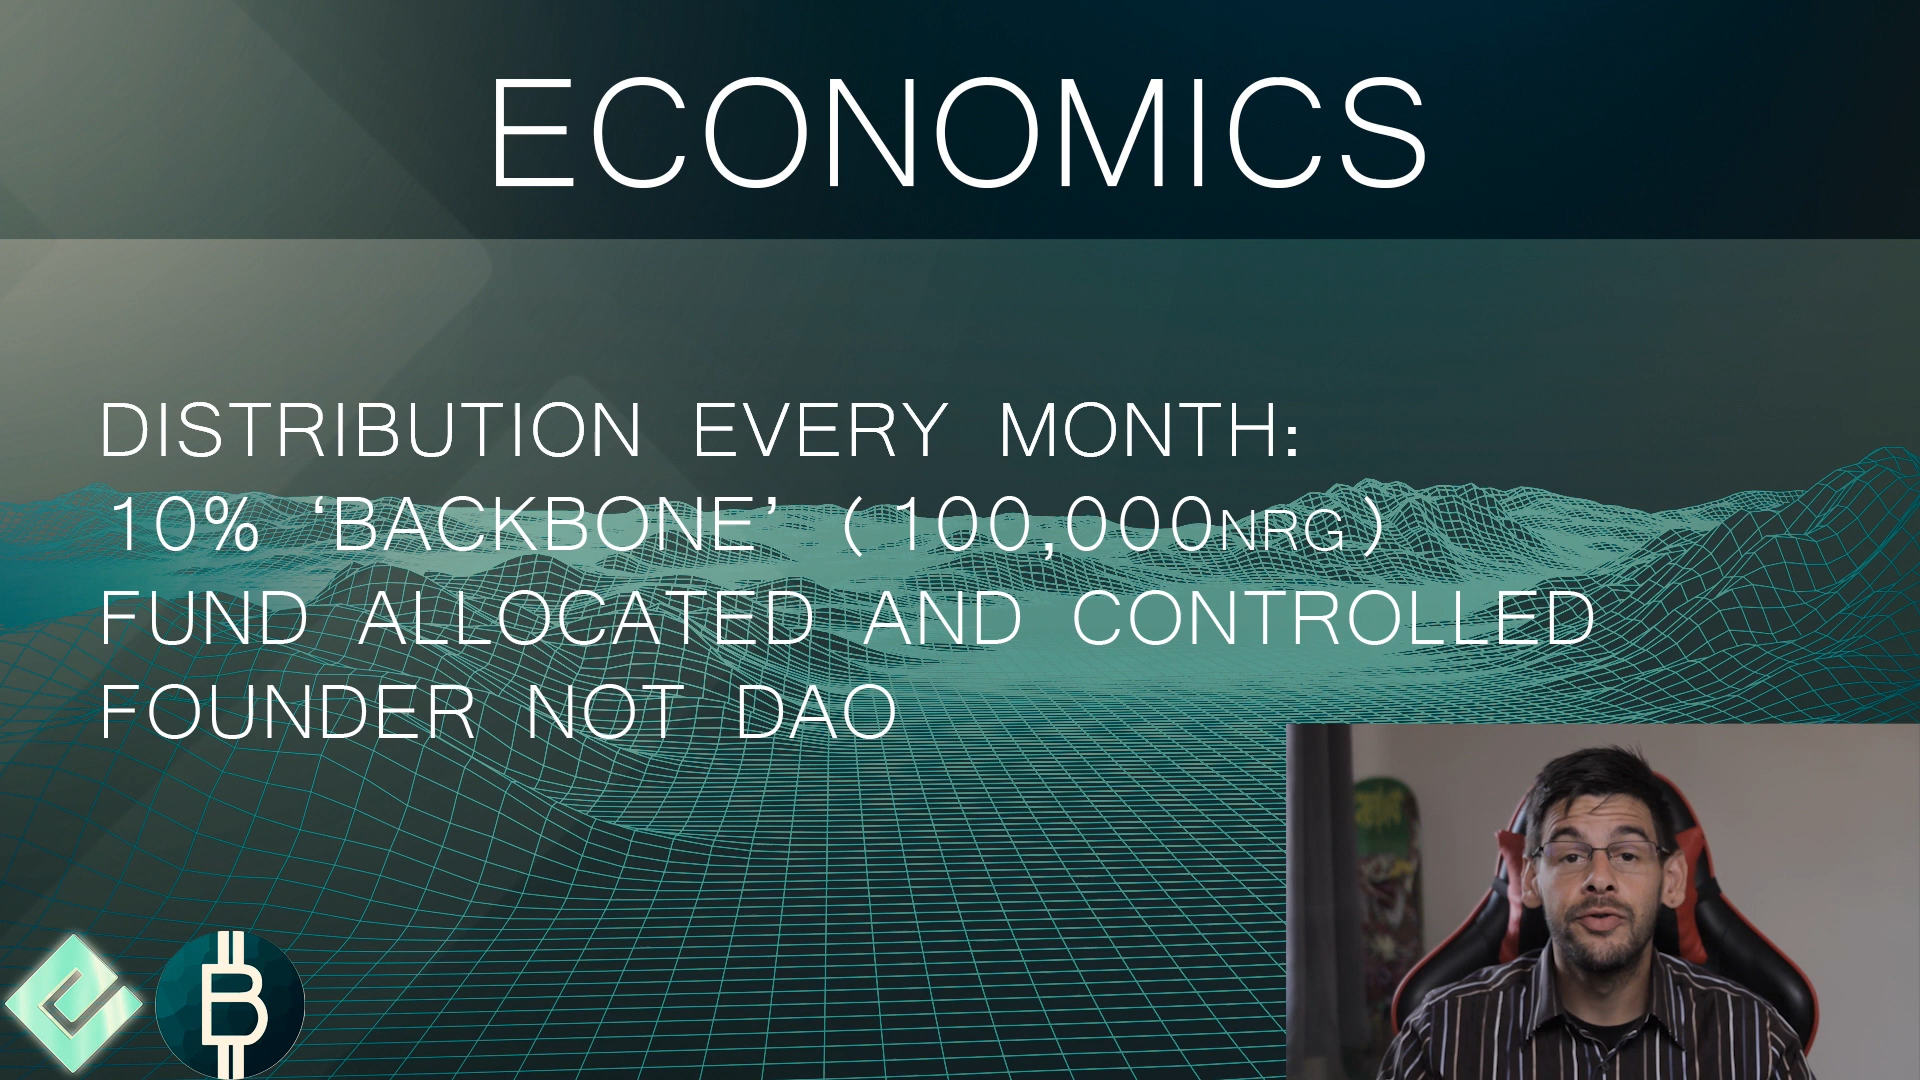 ECONOMICS
DISTRIBUTION EVERY MONTH:
10% ‘BACKBONE’ (100,000NRG)
FUND ALLOCATED AND CONTROLLED
FOUNDER NOT DAO
B